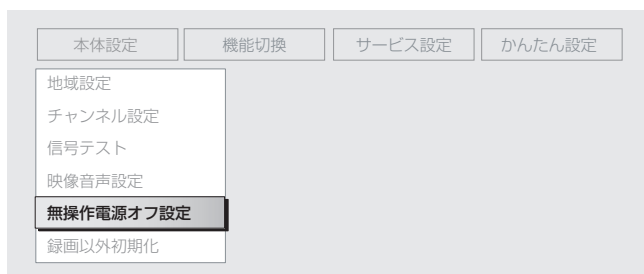 本体設定 機能切換 サービス設定 かんたん設定
地域設定
チャンネル設定
信号テスト
映像音声設定
無操作電源オフ設定
録画以外初期化